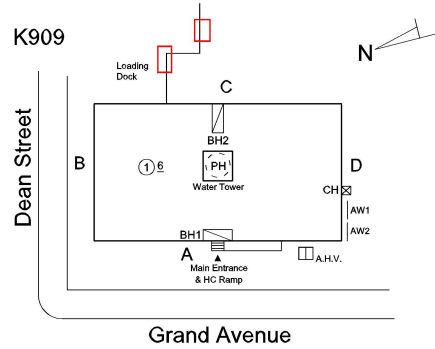 K909
N
Loading
Dock
C
Dean Street
B
BH2
D
1 6
PH
Water Tower
CH
AW1
AW2
BH1
A
Main Entrance
& HC Ramp
A.H.V.
Grand Avenue